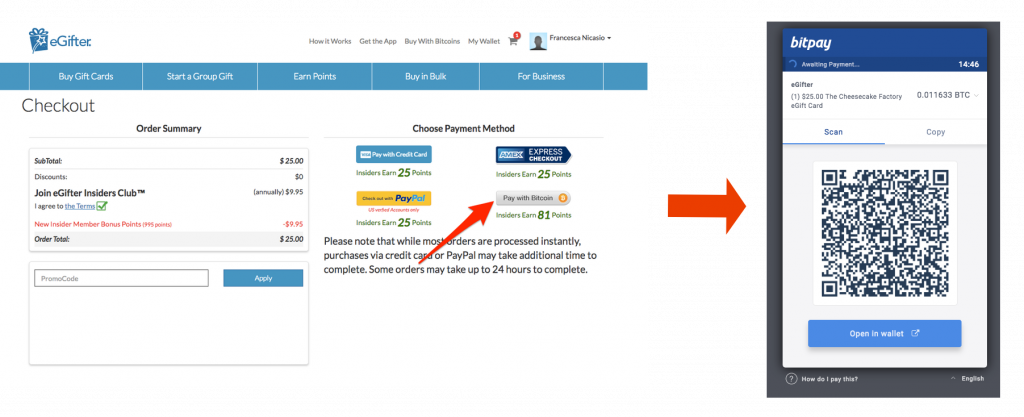 eGifter
How it Works Get the App Buy With Bitcoins My Wallet 1 Francesca Nicasio
Buy Gift Cards Start a Group Gift Earn Points Buy in Bulk For Business
Checkout
Order Summary
SubTotal: $ 25.00
Discounts: $0
Join eGifter Insiders Club™ (annually) $9.95
I agree to the Terms
New Insider Member Bonus Points (995 points) -$9.95
Order Total: $ 25.00
PromoCode Apply
Choose Payment Method
VISA Pay with Credit Card
Insiders Earn 25 Points
AMEX EXPRESS CHECKOUT
Insiders Earn 25 Points
Check out with PayPal
US verified Accounts only
Insiders Earn 25 Points
Pay with Bitcoin
Insiders Earn 81 Points
Please note that while most orders are processed instantly,
purchases via credit card or PayPal may take additional time to
complete. Some orders may take up to 24 hours to complete.
bitpay
Awaiting Payment... 14:46
eGifter
(1) $25.00 The Cheesecake Factory
eGift Card
0.011633 BTC
Scan Copy
Open in wallet
? How do I pay this? English